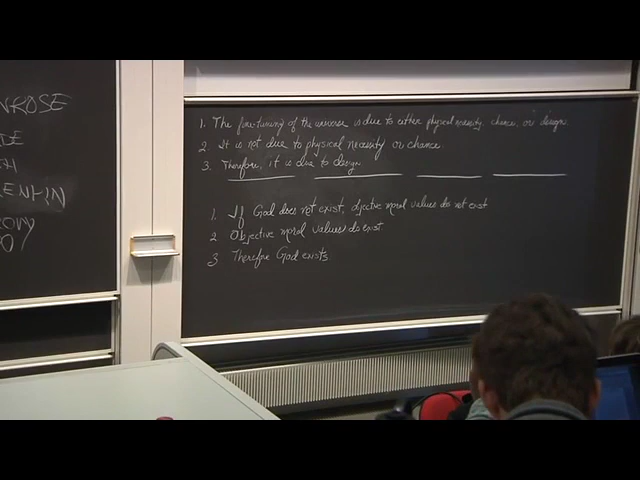 NROSE
1. The fine-tuning of the universe is due to either physical necessity, chance, or design.
2. It is not due to physical necessity or chance.
3. Therefore, it is due to design
1. If God does not exist, objective moral values do not exist
2 Objective moral values do exist
3 Therefore God exists